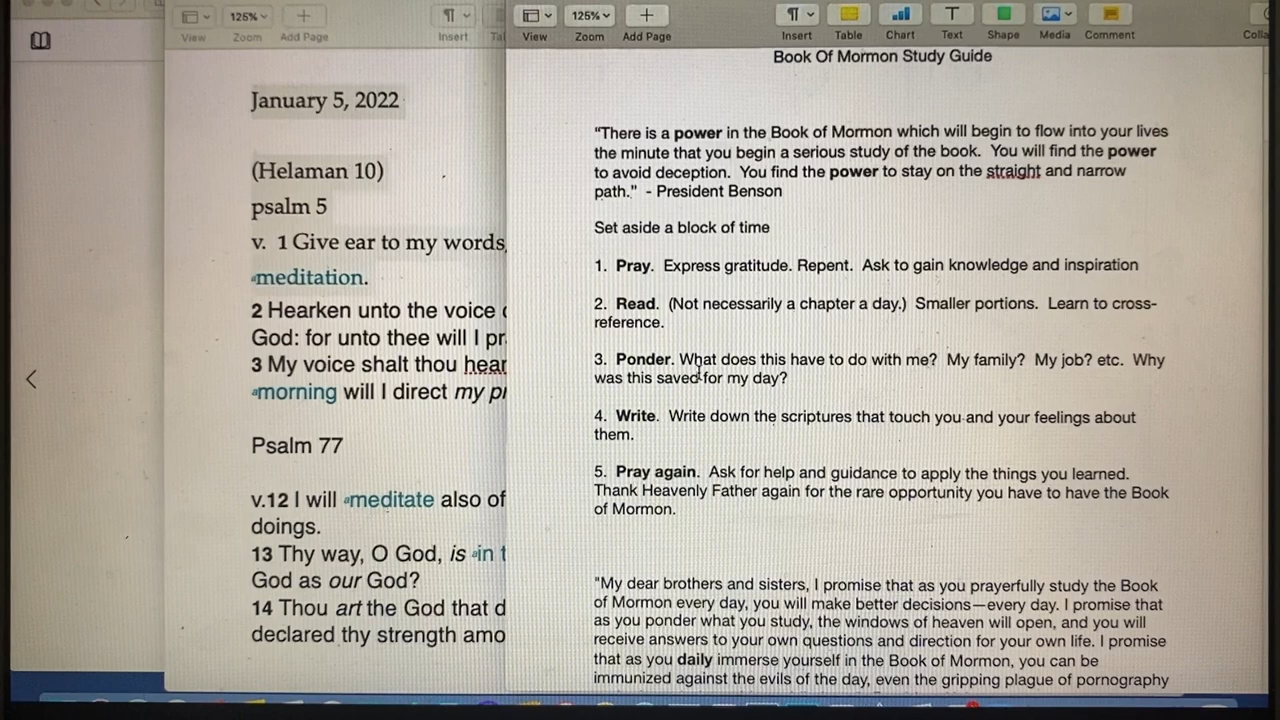 125%
View
Zoom
Add Page
Insert
January 5, 2022
(Helaman 10)
psalm 5
v. 1 Give ear to my words,
a meditation.
2 Hearken unto the voice
God: for unto thee will I pr
3 My voice shalt thou hear
a morning will I direct my
Psalm 77
v.12 I will a meditate also of
doings.
13 Thy way, O God, is a in
God as our God?
14 Thou art the God that d
declared thy strength amo
125%
View
Zoom
Add Page
Insert
Table
Chart
Text
Shape
Media
Comment
Colla
Book Of Mormon Study Guide
"There is a power in the Book of Mormon which will begin to flow into your lives
the minute that you begin a serious study of the book. You will find the power
to avoid deception. You find the power to stay on the straight and narrow
path." - President Benson
Set aside a block of time
1. Pray. Express gratitude. Repent. Ask to gain knowledge and inspiration
2. Read. (Not necessarily a chapter a day.) Smaller portions. Learn to cross-
reference.
3. Ponder. What does this have to do with me? My family? My job? etc. Why
was this saved for my day?
4. Write. Write down the scriptures that touch you and your feelings about
them.
5. Pray again. Ask for help and guidance to apply the things you learned.
Thank Heavenly Father again for the rare opportunity you have to have the Book
of Mormon.
"My dear brothers and sisters, I promise that as you prayerfully study the Book
of Mormon every day, you will make better decisions—every day. I promise that
as you ponder what you study, the windows of heaven will open, and you will
receive answers to your own questions and direction for your own life. I promise
that as you daily immerse yourself in the Book of Mormon, you can be
immunized against the evils of the day, even the gripping plague of pornography